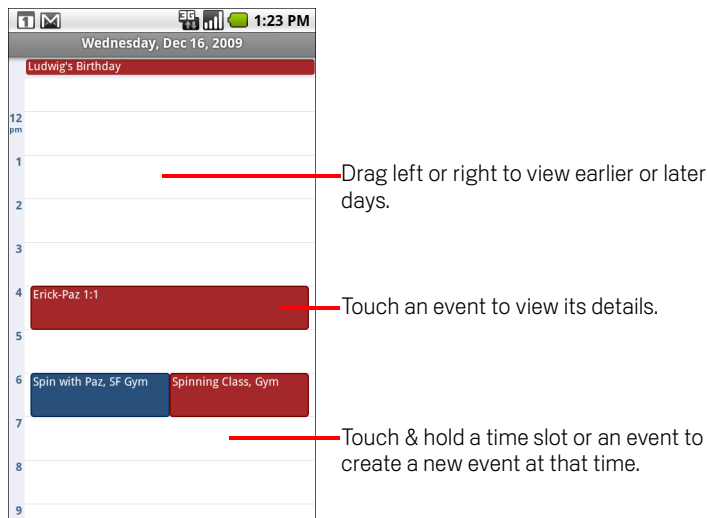 1 3G 1:23 PM
Wednesday, Dec 16, 2009
Ludwig's Birthday
12
pm
1
Drag left or right to view earlier or later
days.
2
3
4 Erick-Paz 1:1
Touch an event to view its details.
5
6 Spin with Paz, SF Gym Spinning Class, Gym
7
Touch & hold a time slot or an event to
create a new event at that time.
8
9